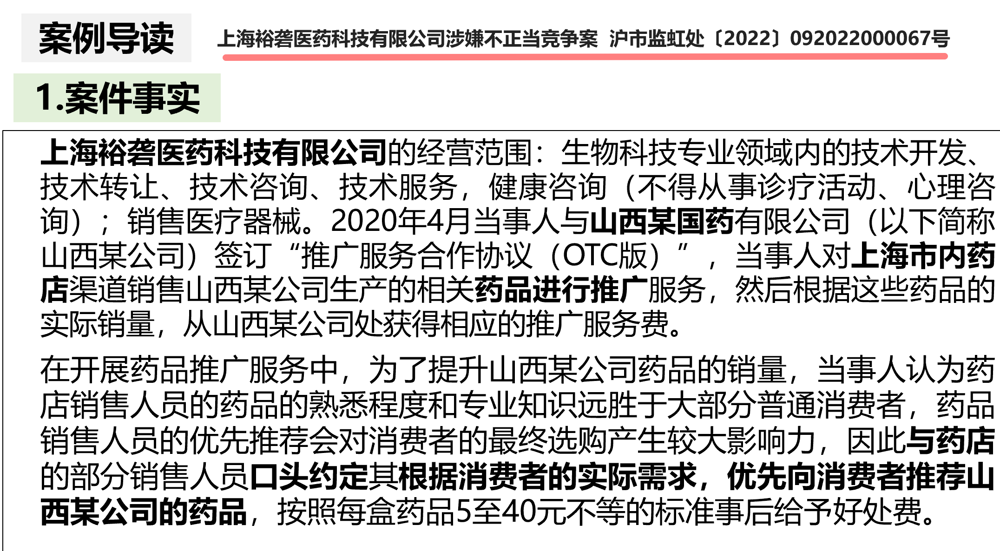 案例导读
上海裕砻医药科技有限公司涉嫌不正当竞争案 沪市监虹处〔2022〕092022000067号
1.案件事实
上海裕砻医药科技有限公司的经营范围：生物科技专业领域内的技术开发、
技术转让、技术咨询、技术服务，健康咨询（不得从事诊疗活动、心理咨
询）；销售医疗器械。2020年4月当事人与山西某国药有限公司（以下简称
山西某公司）签订“推广服务合作协议（OTC版）”，当事人对上海市内药
店渠道销售山西某公司生产的相关药品进行推广服务，然后根据这些药品的
实际销量，从山西某公司处获得相应的推广服务费。
在开展药品推广服务中，为了提升山西某公司药品的销量，当事人认为药
店销售人员的药品的熟悉程度和专业知识远胜于大部分普通消费者，药品
销售人员的优先推荐会对消费者的最终选购产生较大影响力，因此与药店
的部分销售人员口头约定其根据消费者的实际需求，优先向消费者推荐山
西某公司的药品，按照每盒药品5至40元不等的标准事后给予好处费。